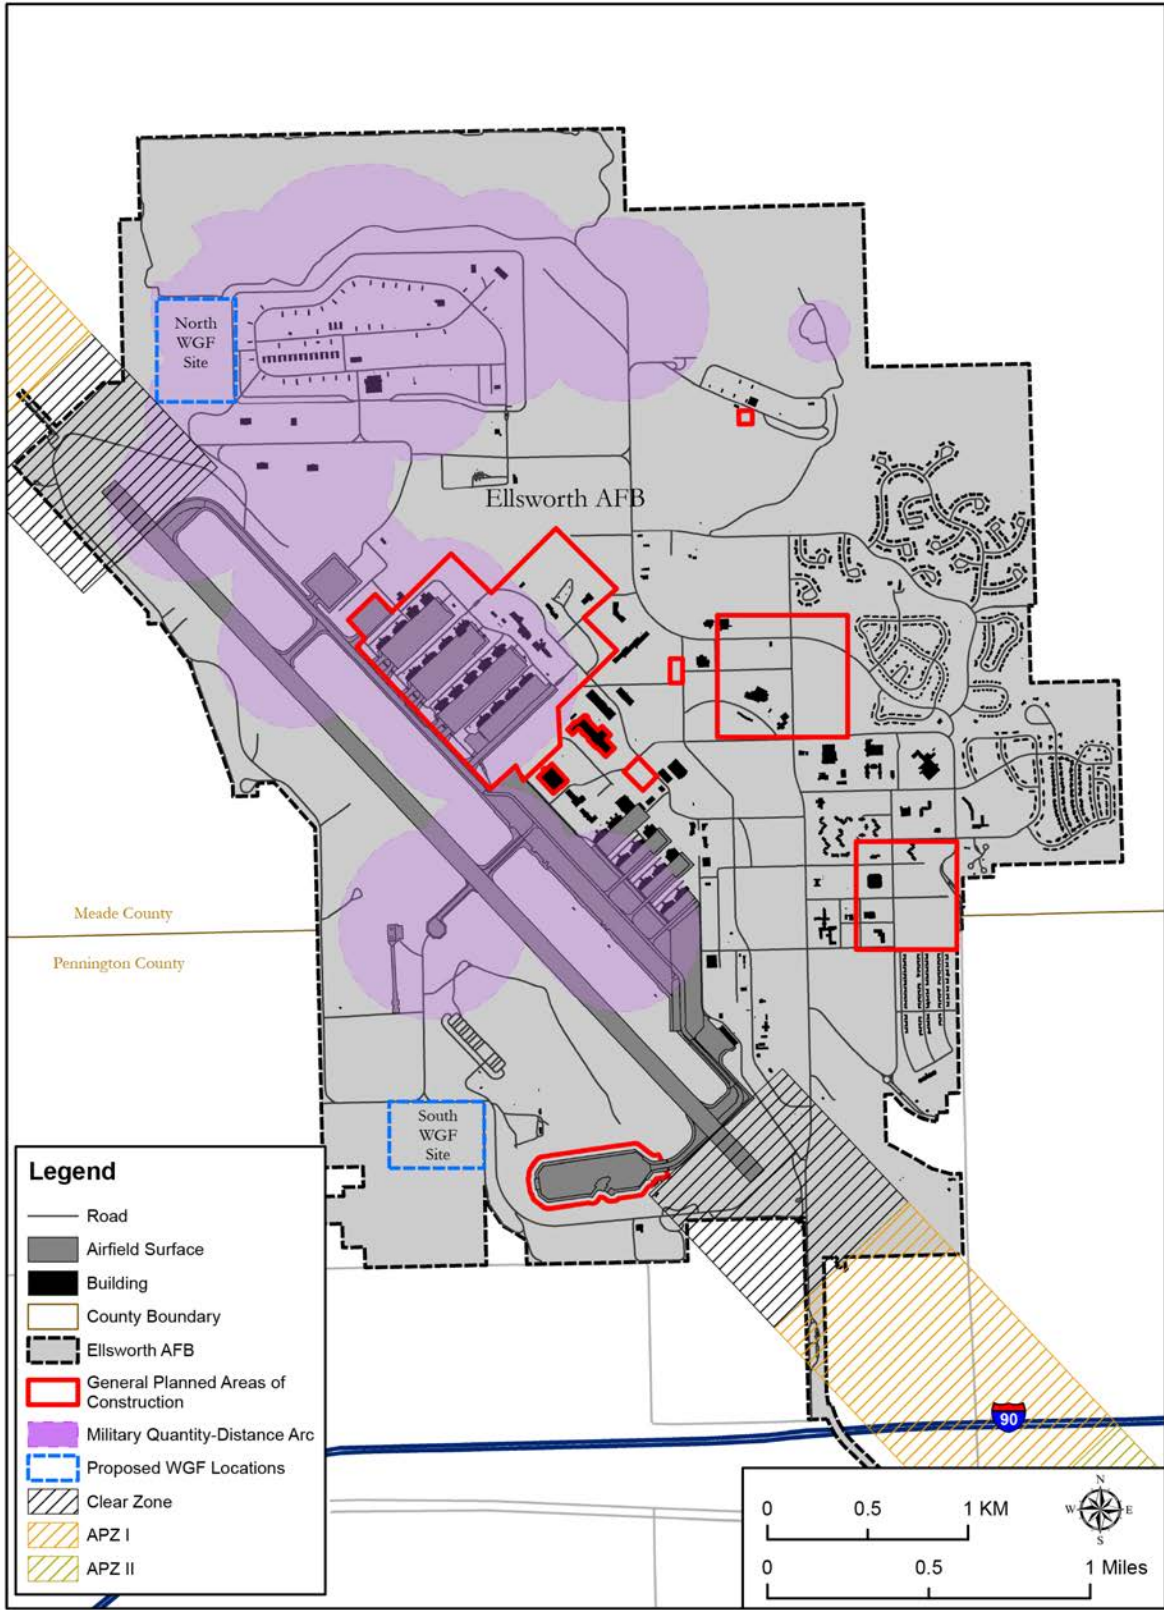 North
WGF
Site
Ellsworth AFB
Meade County
Pennington County
South
WGF
Site
Legend
Road
Airfield Surface
Building
County Boundary
Ellsworth AFB
General Planned Areas of
Construction
Military Quantity-Distance Arc
Proposed WGF Locations
Clear Zone
APZ I
APZ II
90
0 0.5 1 KM
N
W E
S
0 0.5 1 Miles